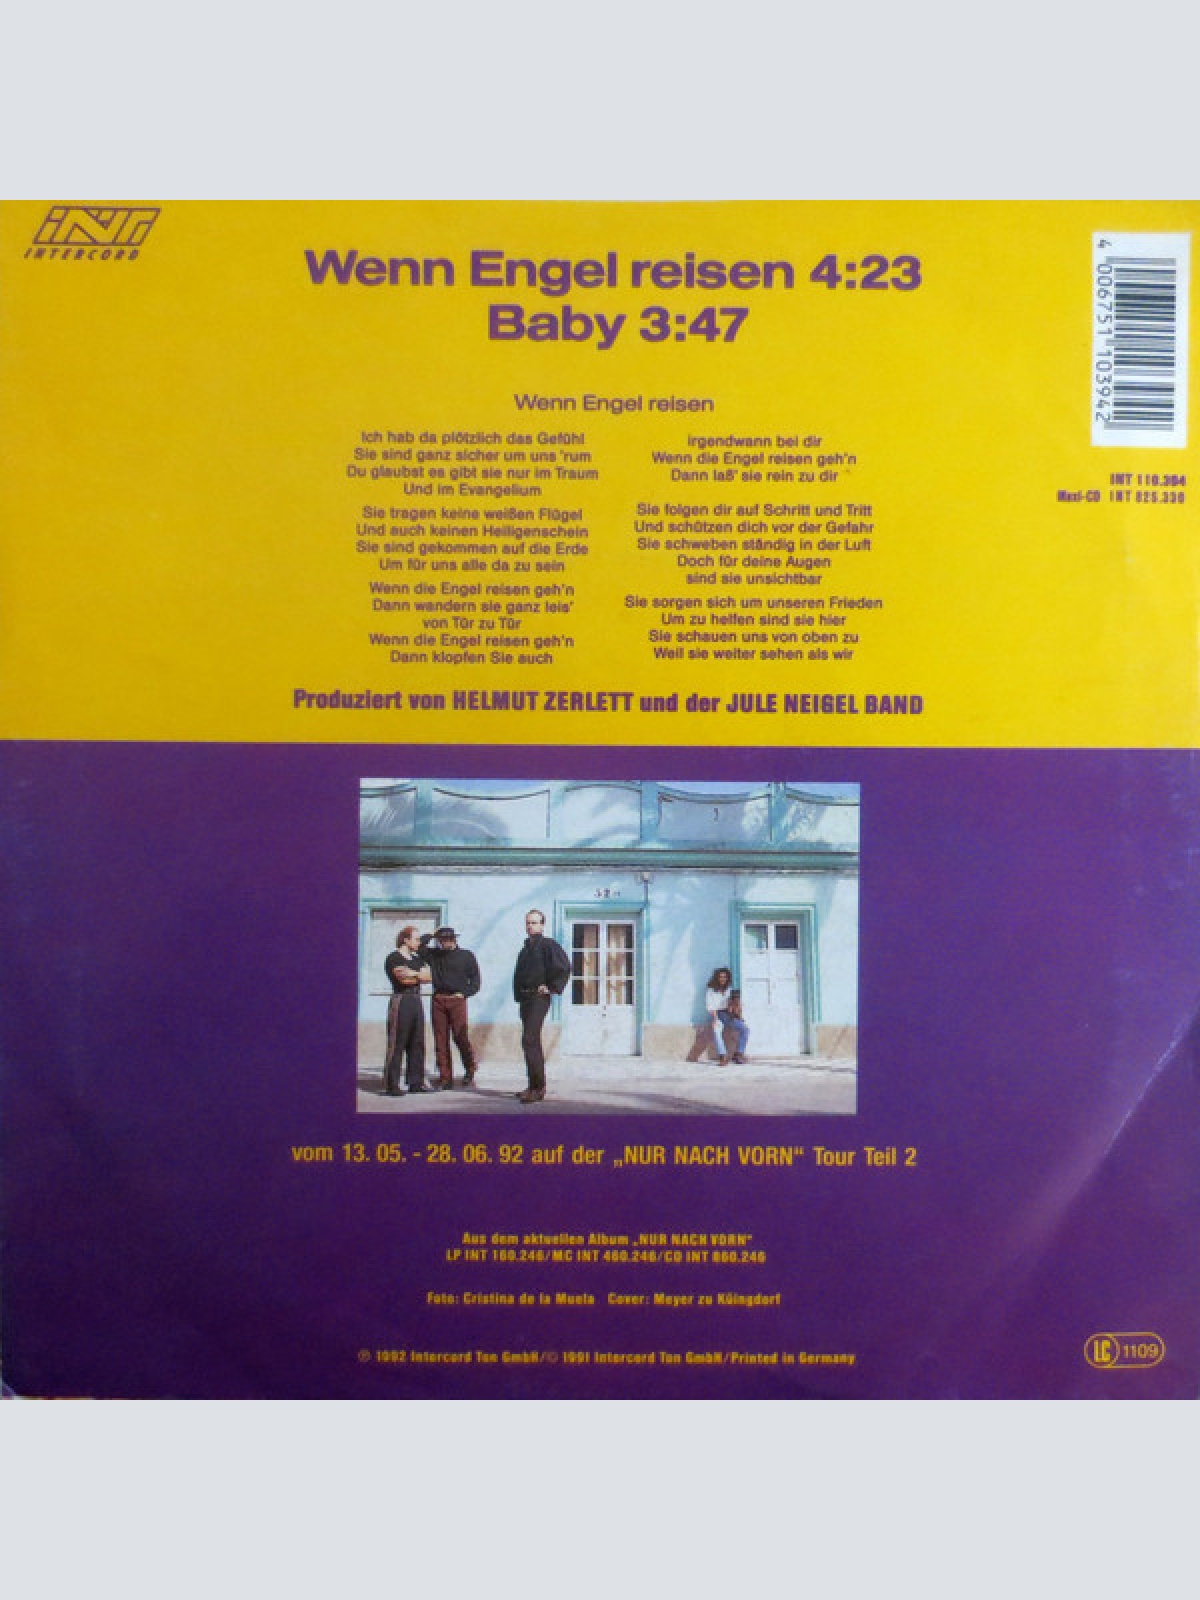 INT
INTERCORD
Wenn Engel reisen 4:23
Baby 3:47
4 006751 103942
INT 110.394
Maxi-CD INT 825.330
Wenn Engel reisen
Ich hab da plötzlich das Gefühl
Sie sind ganz sicher um uns 'rum
Du glaubst es gibt sie nur im Traum
Und im Evangelium
Sie tragen keine weißen Flügel
Und auch keinen Heiligenschein
Sie sind gekommen auf die Erde
Um für uns alle da zu sein
Wenn die Engel reisen geh'n
Dann wandern sie ganz leis'
von Tür zu Tür
Wenn die Engel reisen geh'n
Dann klopfen Sie auch
irgendwann bei dir
Wenn die Engel reisen geh'n
Dann laß' sie rein zu dir
Sie folgen dir auf Schritt und Tritt
Und schützen dich vor der Gefahr
Sie schweben ständig in der Luft
Doch für deine Augen
sind sie unsichtbar
Sie sorgen sich um unseren Frieden
Um zu helfen sind sie hier
Sie schauen uns von oben zu
Weil sie weiter sehen als wir
Produziert von HELMUT ZERLETT und der JULE NEIGEL BAND
vom 13. 05. - 28. 06. 92 auf der „NUR NACH VORN“ Tour Teil 2
Aus dem aktuellen Album „NUR NACH VORN“
LP INT 160.246/MC INT 460.246/CD INT 860.246
Foto: Cristina de la Muela Cover: Meyer zu Küingdorf
℗ 1992 Intercord Ton GmbH/© 1991 Intercord Ton GmbH/Printed in Germany
LC 1109